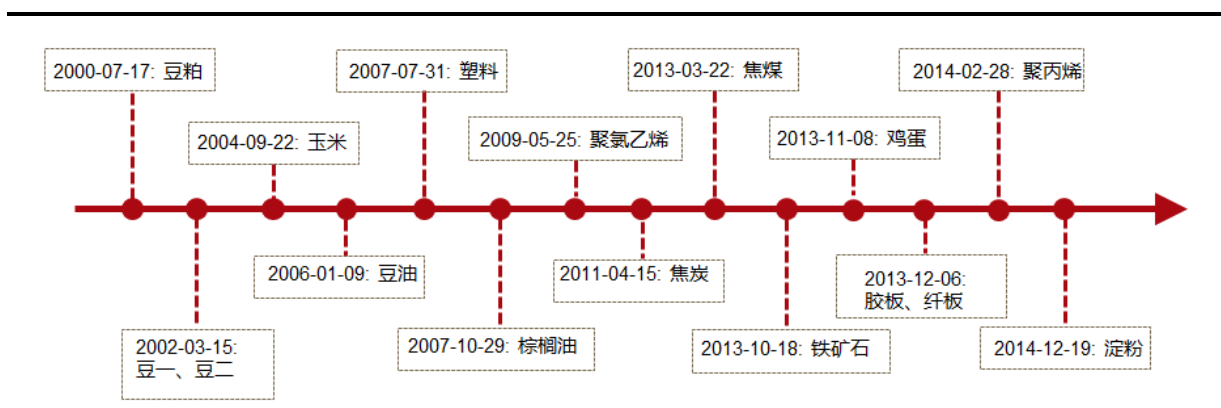 2000-07-17: 豆粕
2002-03-15:
豆一、豆二
2004-09-22: 玉米
2006-01-09: 豆油
2007-07-31: 塑料
2007-10-29: 棕榈油
2009-05-25: 聚氯乙烯
2011-04-15: 焦炭
2013-03-22: 焦煤
2013-10-18: 铁矿石
2013-11-08: 鸡蛋
2013-12-06:
胶板、纤板
2014-02-28: 聚丙烯
2014-12-19: 淀粉